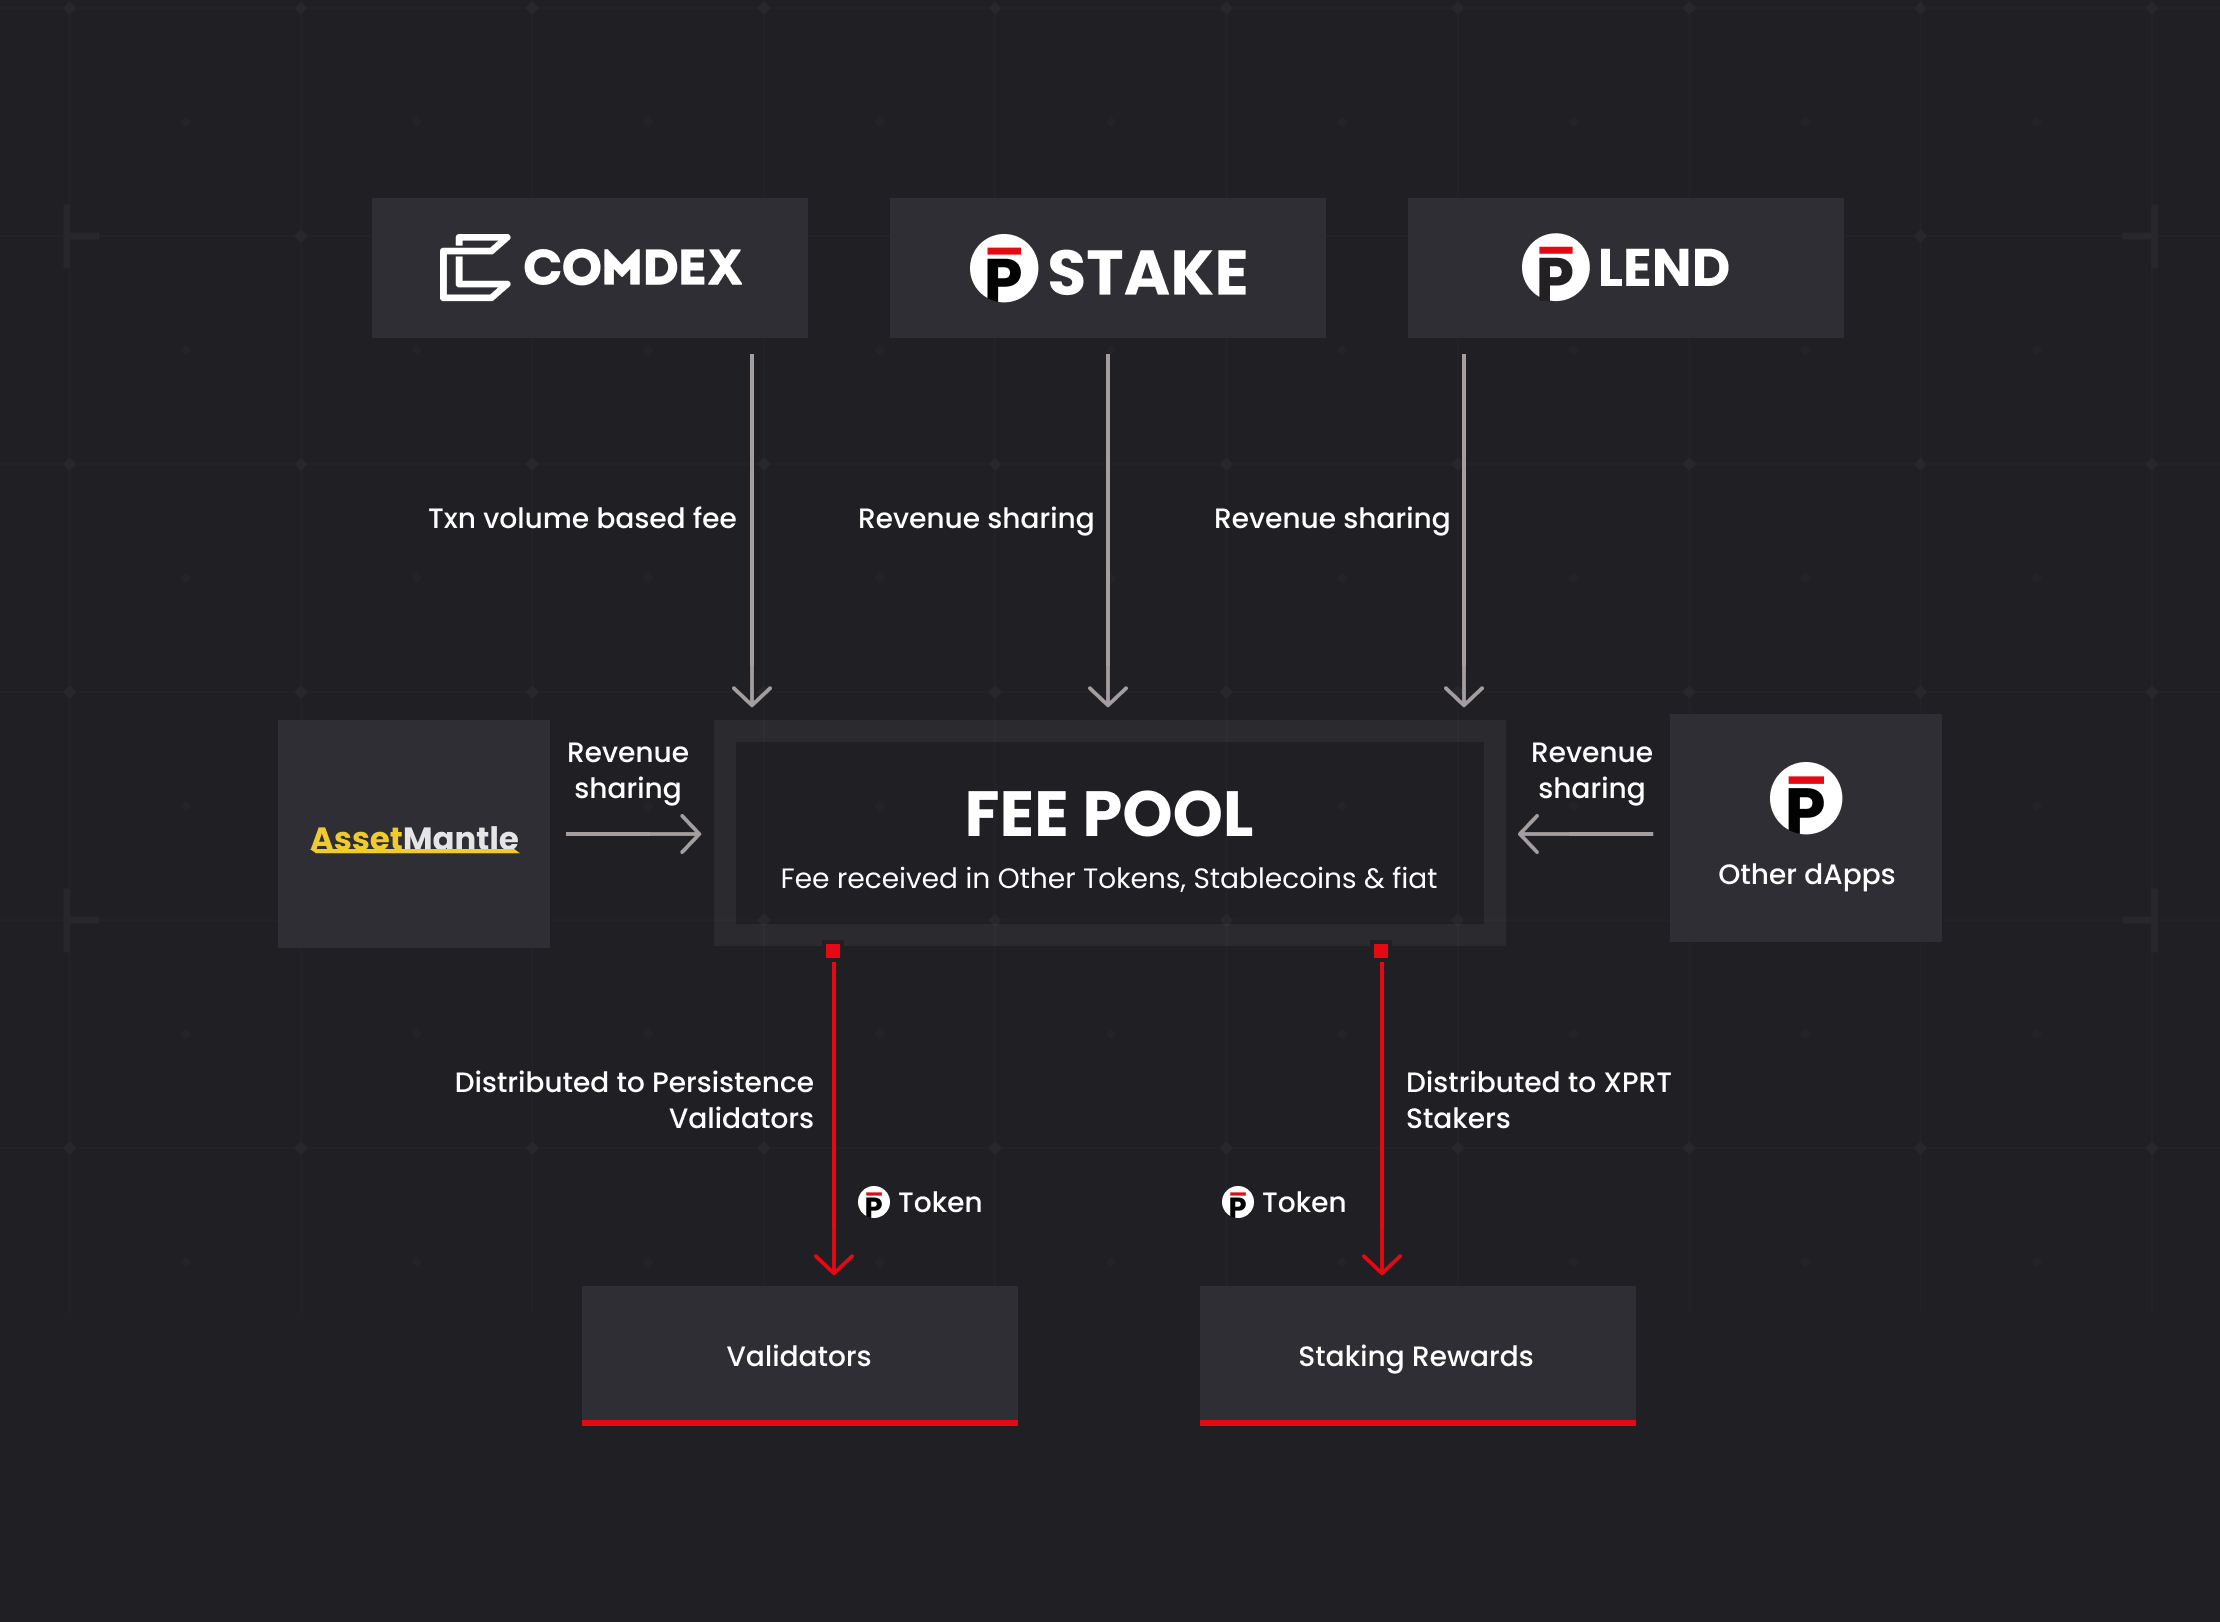 COMDEX
P STAKE
P LEND
Txn volume based fee
Revenue sharing
Revenue sharing
Revenue
sharing
AssetMantle
FEE POOL
Fee received in Other Tokens, Stablecoins & fiat
Revenue
sharing
P
Other dApps
Distributed to Persistence
Validators
Distributed to XPRT
Stakers
P Token
P Token
Validators
Staking Rewards